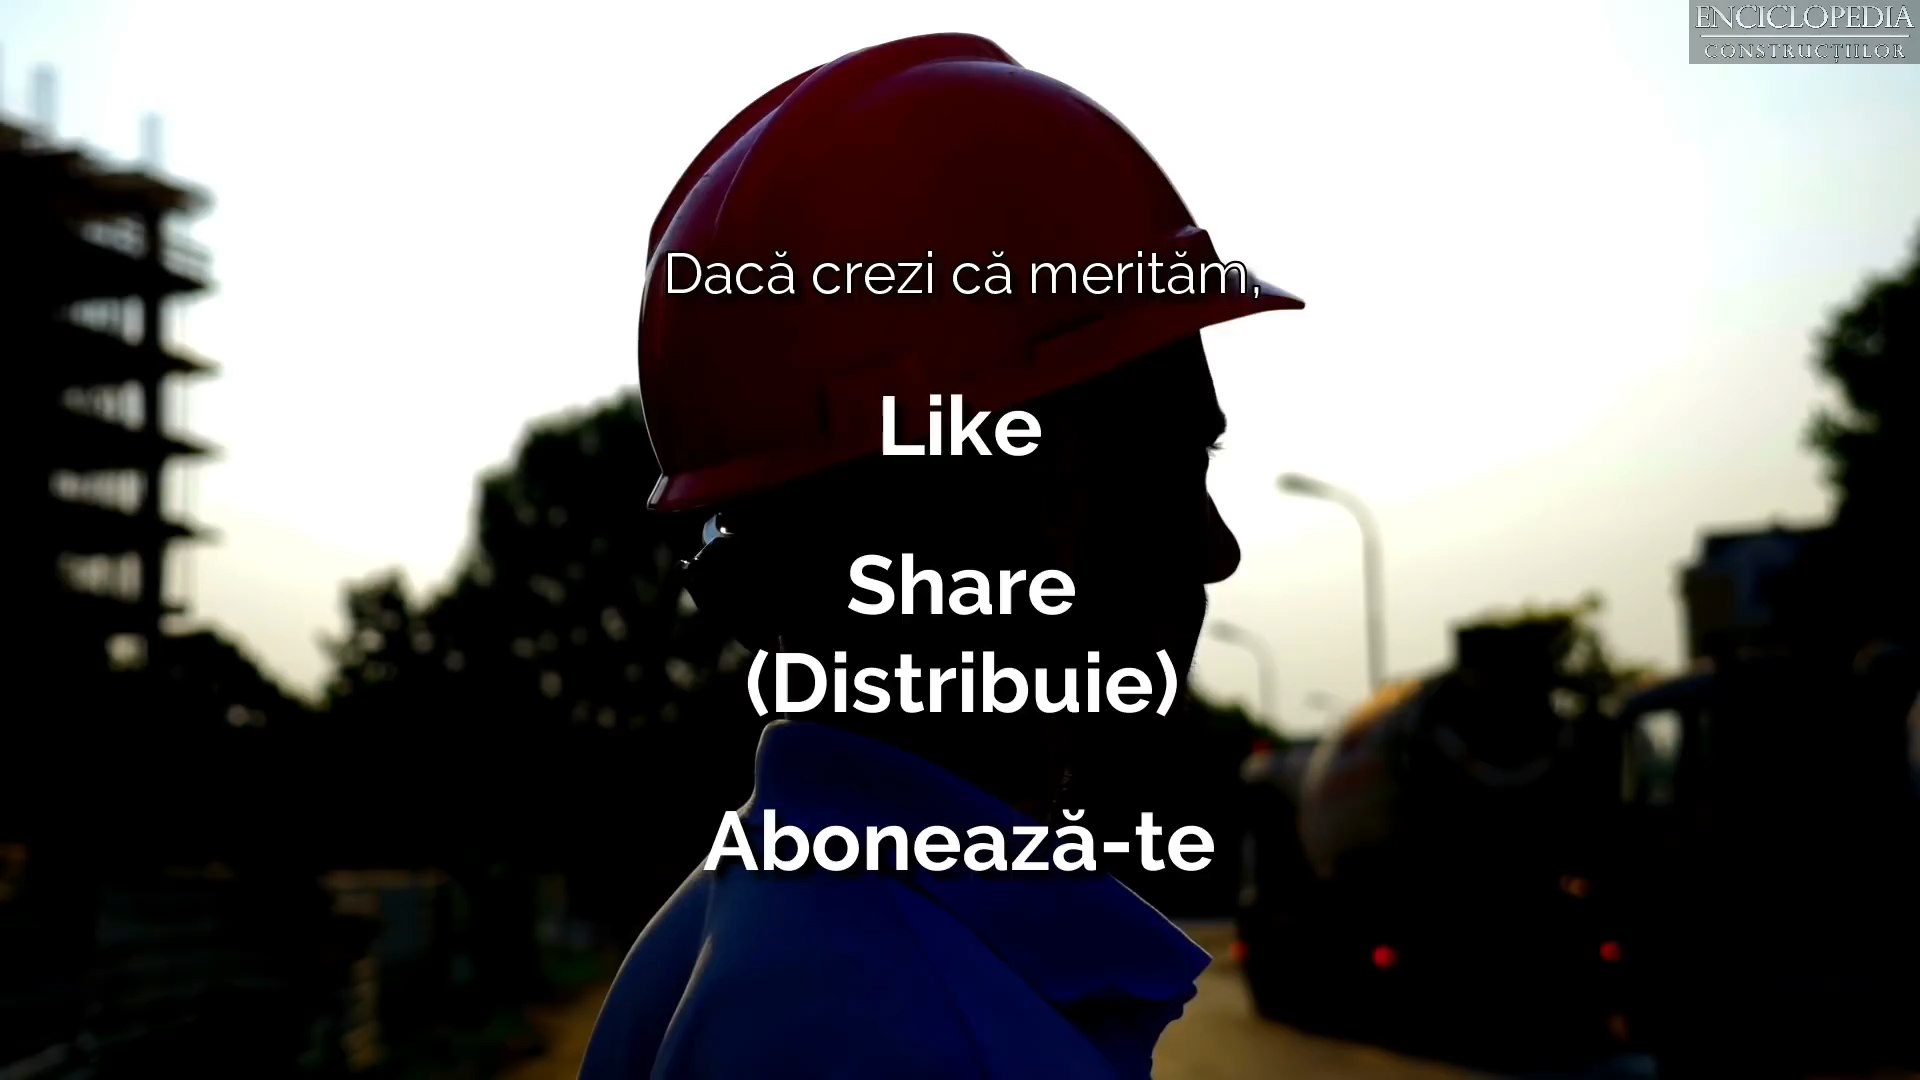 ENCICLOPEDIA
CONSTRUCȚIILOR
Dacă crezi că merităm,
Like
Share
(Distribuie)
Abonează-te